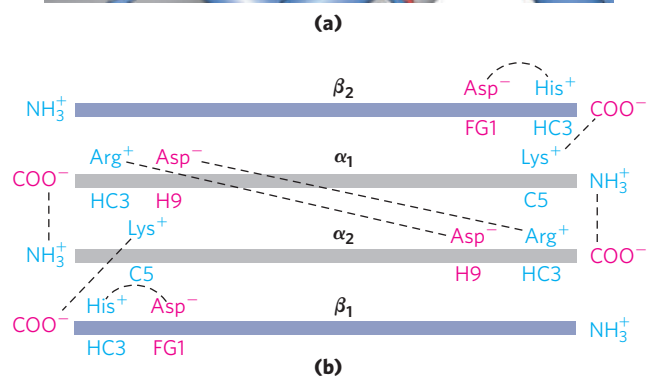 (a)
β₂
Asp⁻ His⁺
NH₃⁺ COO⁻
FG1 HC3
Arg⁺ Asp⁻ α₁ Lys⁺
COO⁻ NH₃⁺
HC3 H9 C5
Lys⁺ α₂ Asp⁻ Arg⁺
NH₃⁺ COO⁻
C5 H9 HC3
His⁺ Asp⁻ β₁
COO⁻ NH₃⁺
HC3 FG1
(b)